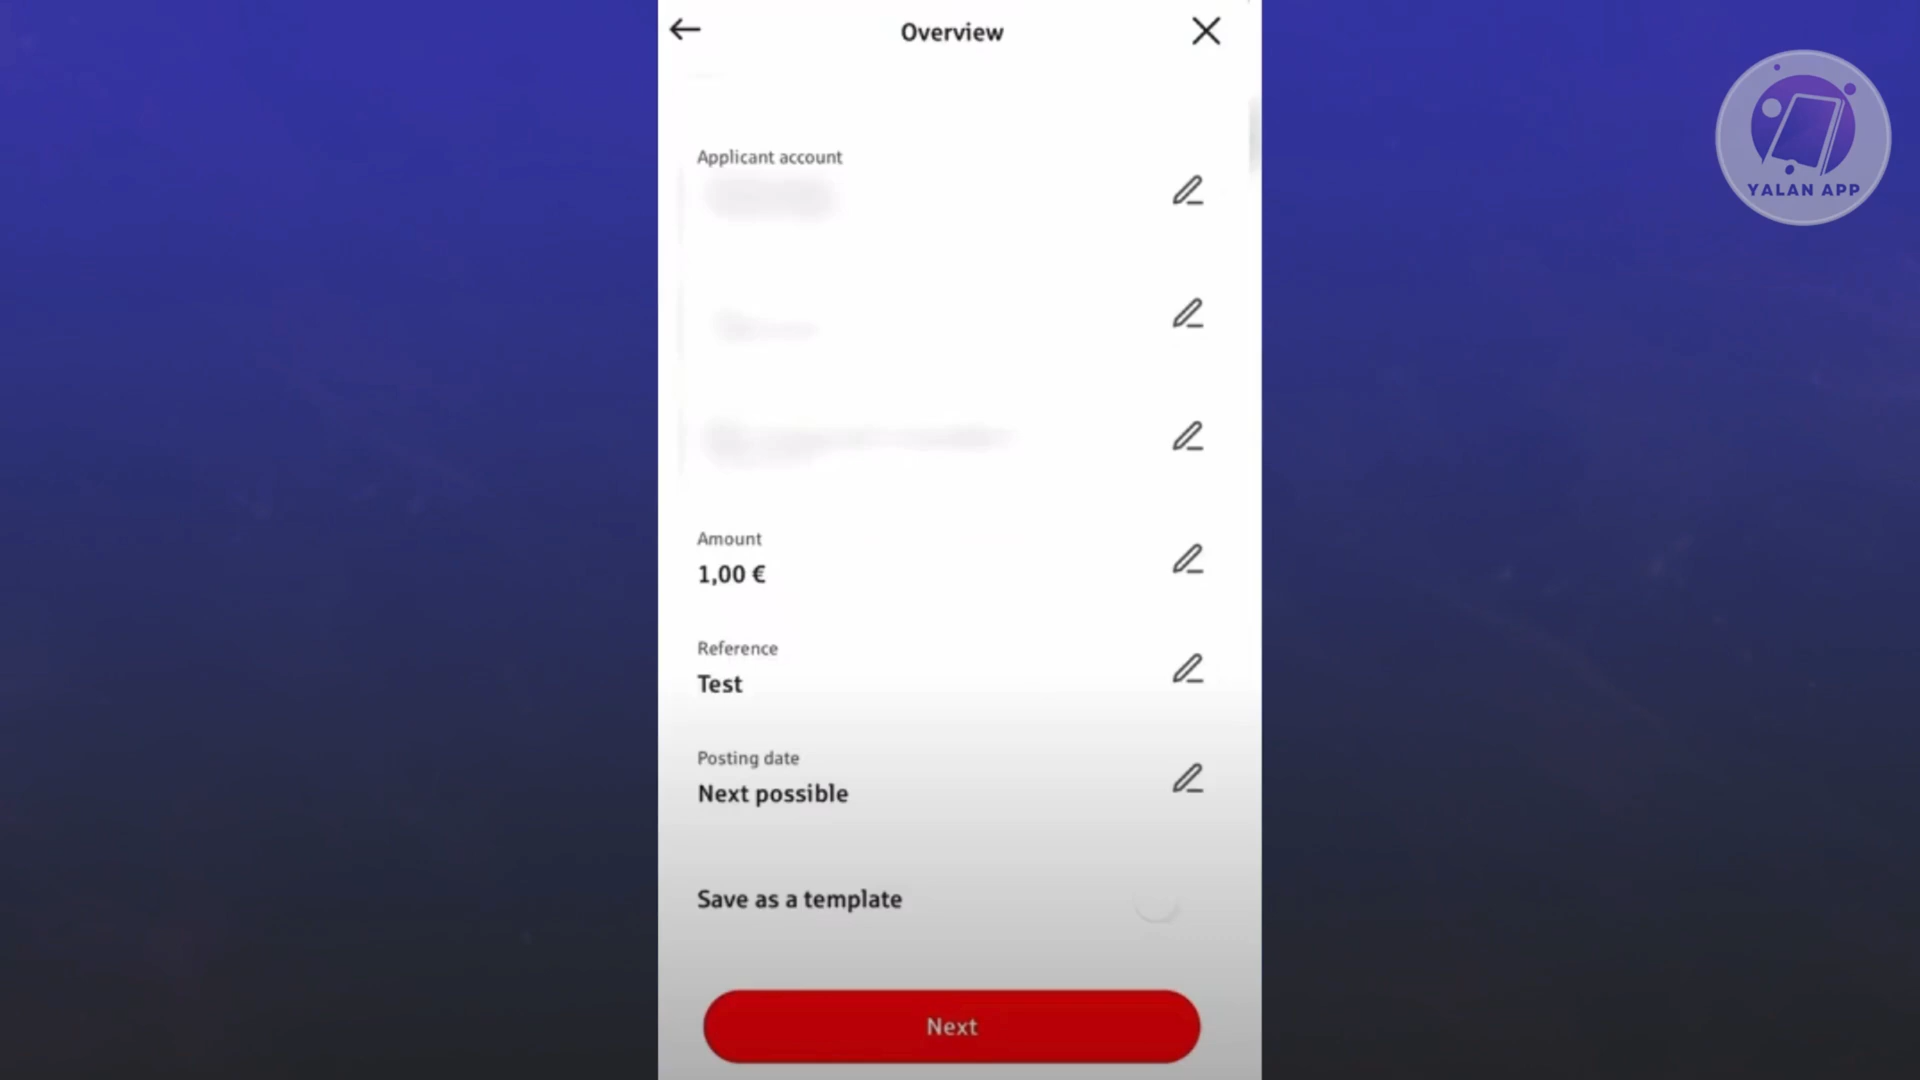 Overview
YALAN APP
Applicant account
Amount
1,00 €
Reference
Test
Posting date
Next possible
Save as a template
Next